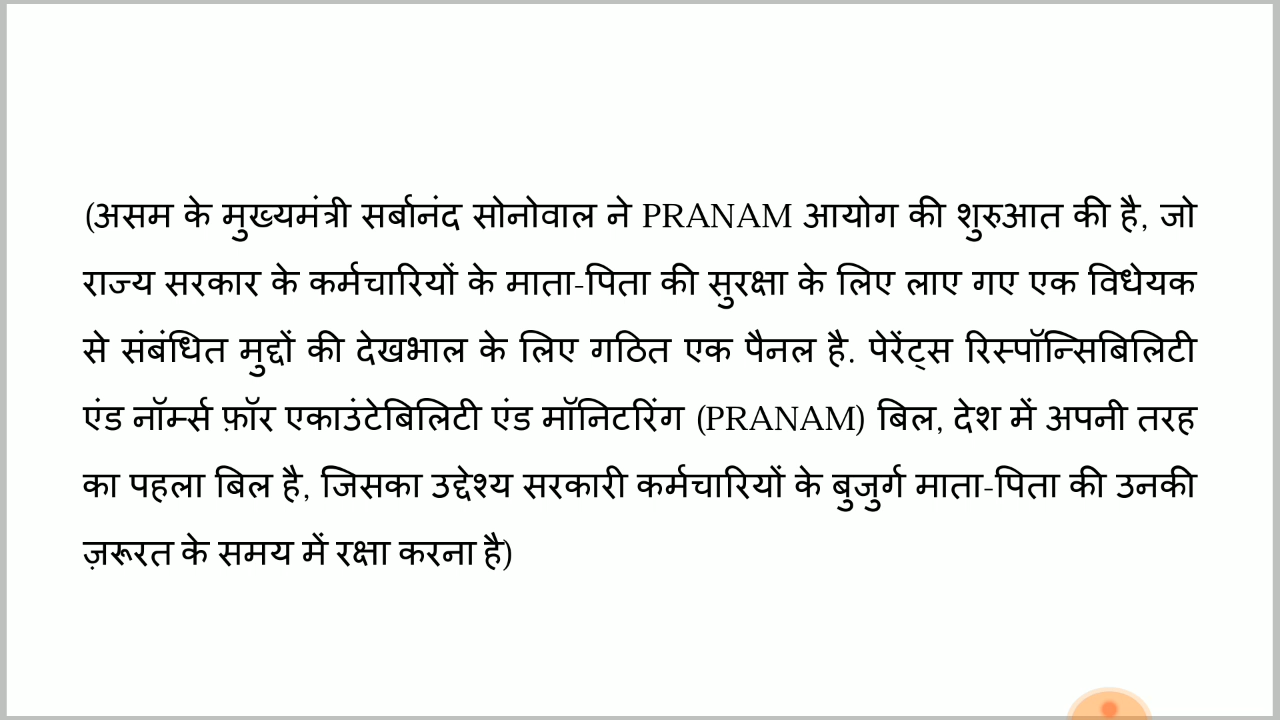 (असम के मुख्यमंत्री सर्बानंद सोनोवाल ने PRANAM आयोग की शुरुआत की है, जो
राज्य सरकार के कर्मचारियों के माता-पिता की सुरक्षा के लिए लाए गए एक विधेयक
से संबंधित मुद्दों की देखभाल के लिए गठित एक पैनल है. पेरेंट्स रिस्पॉन्सिबिलिटी
एंड नॉर्म्स फ़ॉर एकाउंटेबिलिटी एंड मॉनिटरिंग (PRANAM) बिल, देश में अपनी तरह
का पहला बिल है, जिसका उद्देश्य सरकारी कर्मचारियों के बुजुर्ग माता-पिता की उनकी
ज़रूरत के समय में रक्षा करना है)